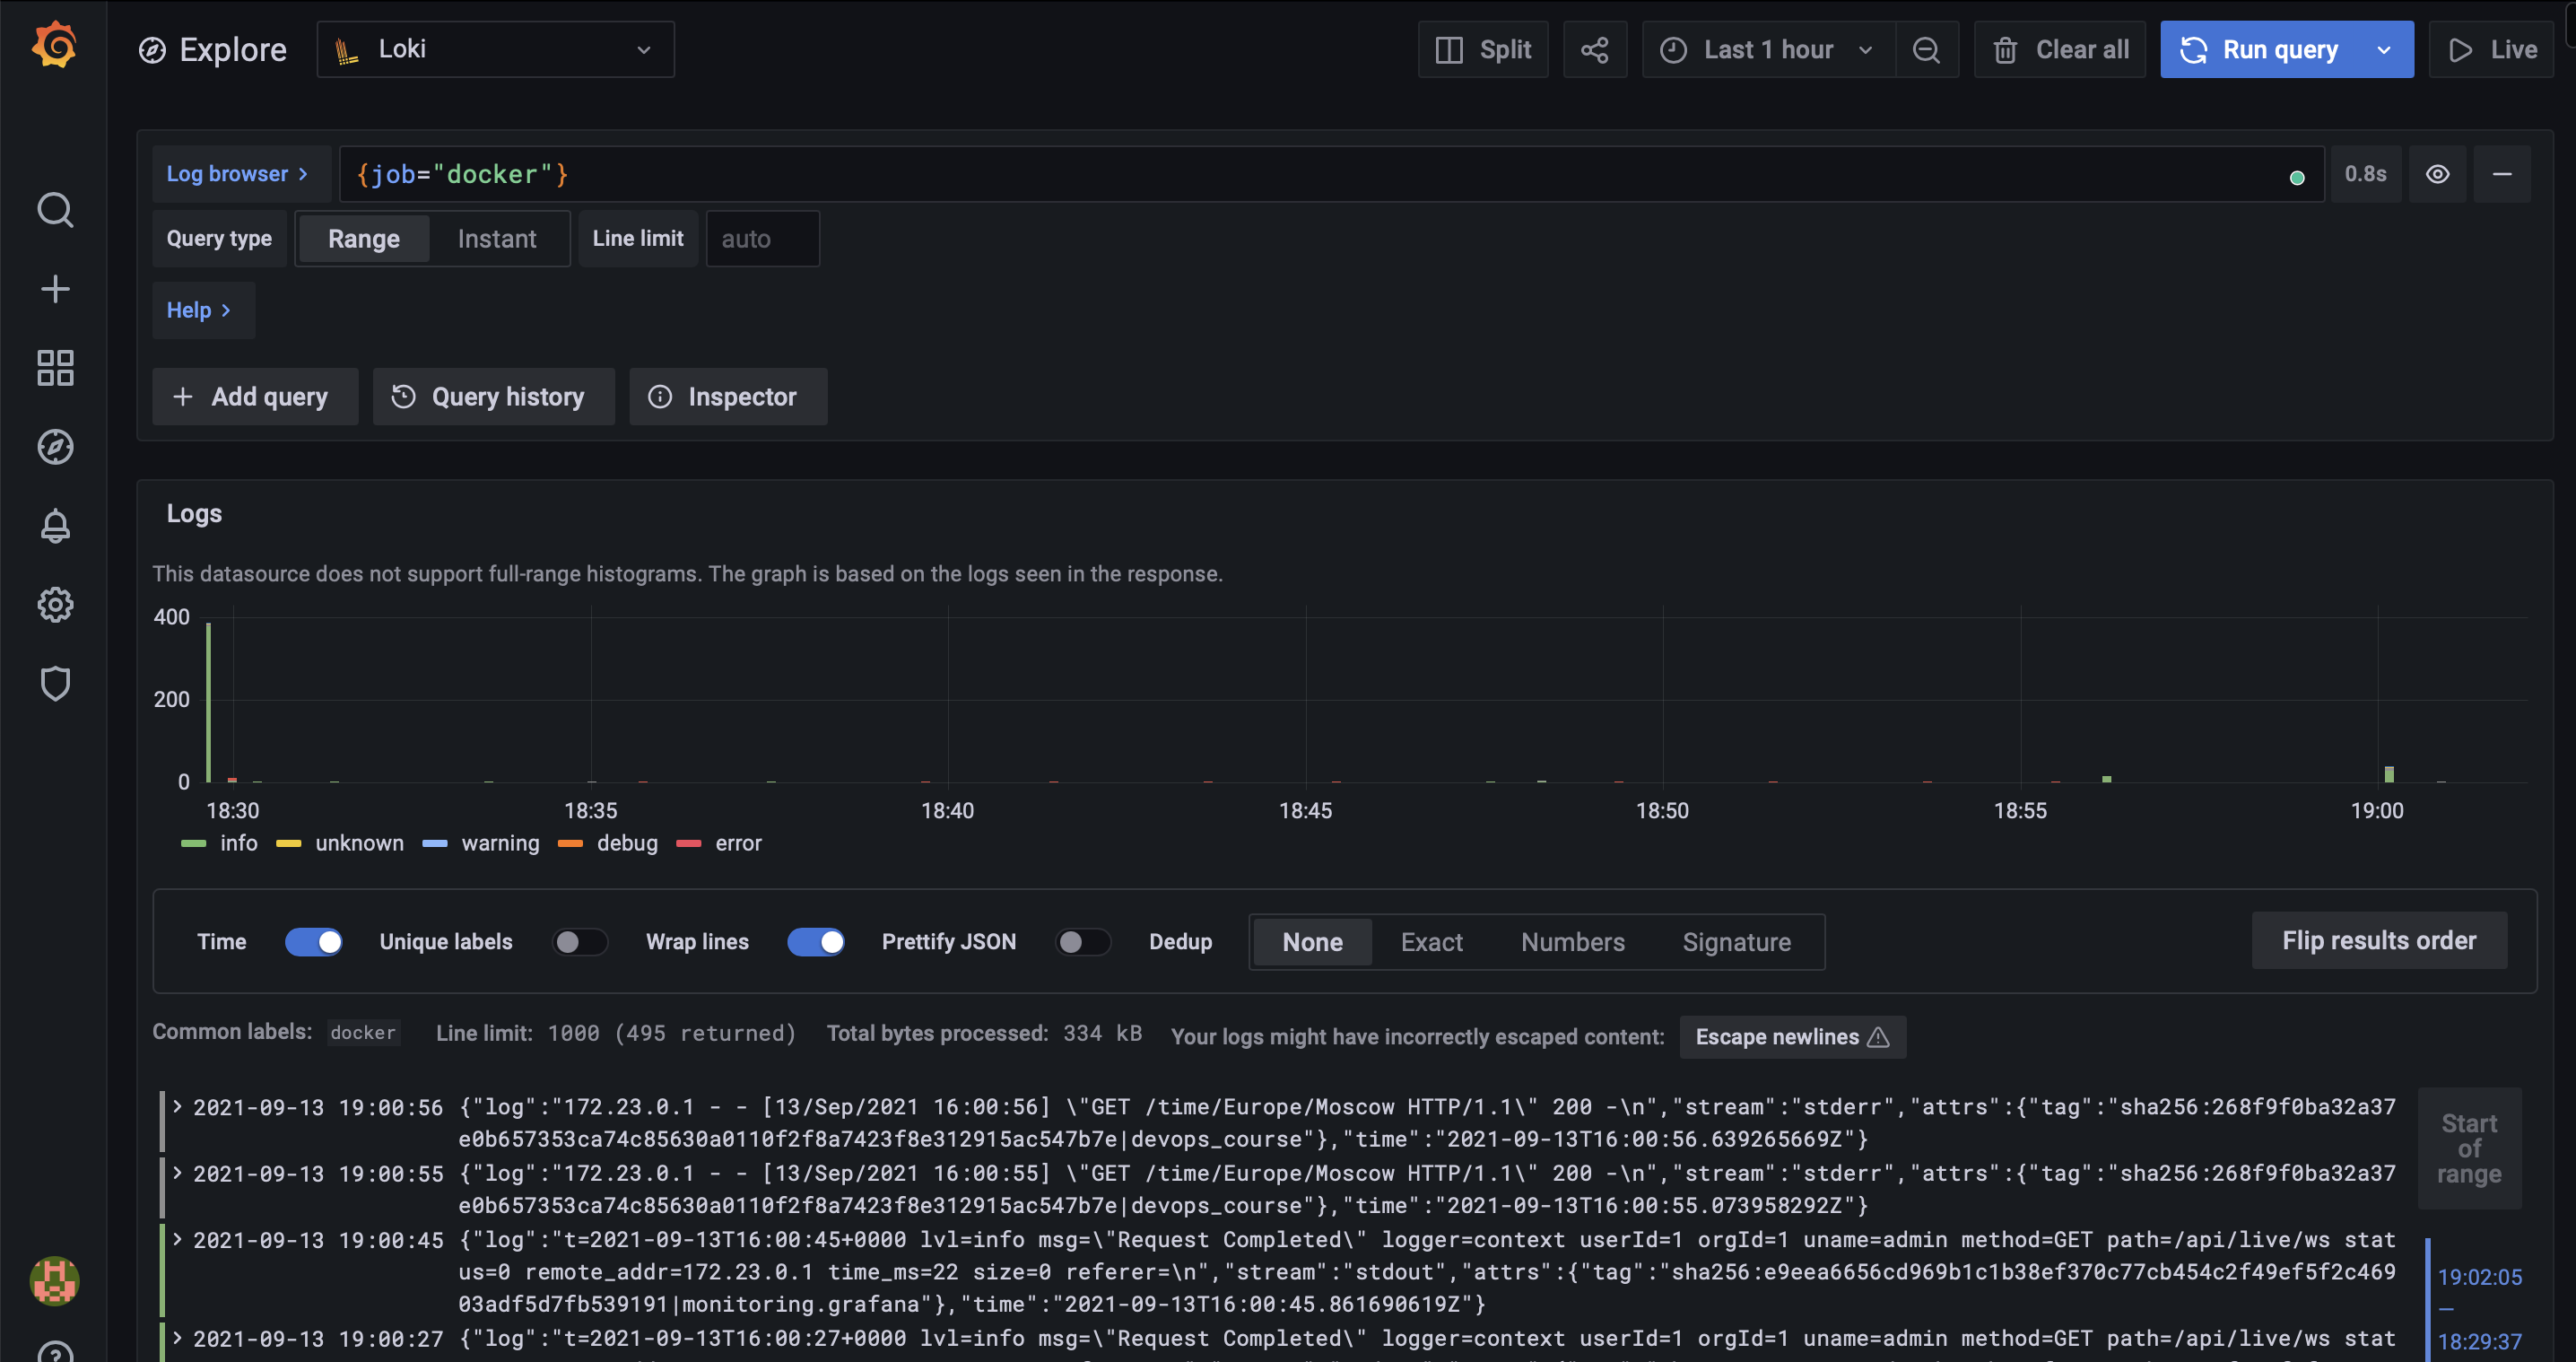 Explore Loki Split Last 1 hour Clear all Run query Live
Log browser > {job="docker"} 0.8s
Query type Range Instant Line limit auto
Help >
+ Add query Query history Inspector
Logs
This datasource does not support full-range histograms. The graph is based on the logs seen in the response.
400
200
0
18:30 18:35 18:40 18:45 18:50 18:55 19:00
info unknown warning debug error
Time Unique labels Wrap lines Prettify JSON Dedup None Exact Numbers Signature Flip results order
Common labels: docker Line limit: 1000 (495 returned) Total bytes processed: 334 kB Your logs might have incorrectly escaped content: Escape newlines
> 2021-09-13 19:00:56 {"log":"172.23.0.1 - - [13/Sep/2021 16:00:56] \"GET /time/Europe/Moscow HTTP/1.1\" 200 -\n","stream":"stderr","attrs":{"tag":"sha256:268f9f0ba32a37
e0b657353ca74c85630a0110f2f8a7423f8e312915ac547b7e|devops_course"},"time":"2021-09-13T16:00:56.639265669Z"}
> 2021-09-13 19:00:55 {"log":"172.23.0.1 - - [13/Sep/2021 16:00:55] \"GET /time/Europe/Moscow HTTP/1.1\" 200 -\n","stream":"stderr","attrs":{"tag":"sha256:268f9f0ba32a37
e0b657353ca74c85630a0110f2f8a7423f8e312915ac547b7e|devops_course"},"time":"2021-09-13T16:00:55.073958292Z"}
> 2021-09-13 19:00:45 {"log":"t=2021-09-13T16:00:45+0000 lvl=info msg=\"Request Completed\" logger=context userId=1 orgId=1 uname=admin method=GET path=/api/live/ws stat
us=0 remote_addr=172.23.0.1 time_ms=22 size=0 referer=\n","stream":"stdout","attrs":{"tag":"sha256:e9eea6656cd969b1c1b38ef370c77cb454c2f49ef5f2c469
03adf5d7fb539191|monitoring.grafana"},"time":"2021-09-13T16:00:45.861690619Z"}
> 2021-09-13 19:00:27 {"log":"t=2021-09-13T16:00:27+0000 lvl=info msg=\"Request Completed\" logger=context userId=1 orgId=1 uname=admin method=GET path=/api/live/ws stat
Start
of
range
19:02:05
—
18:29:37